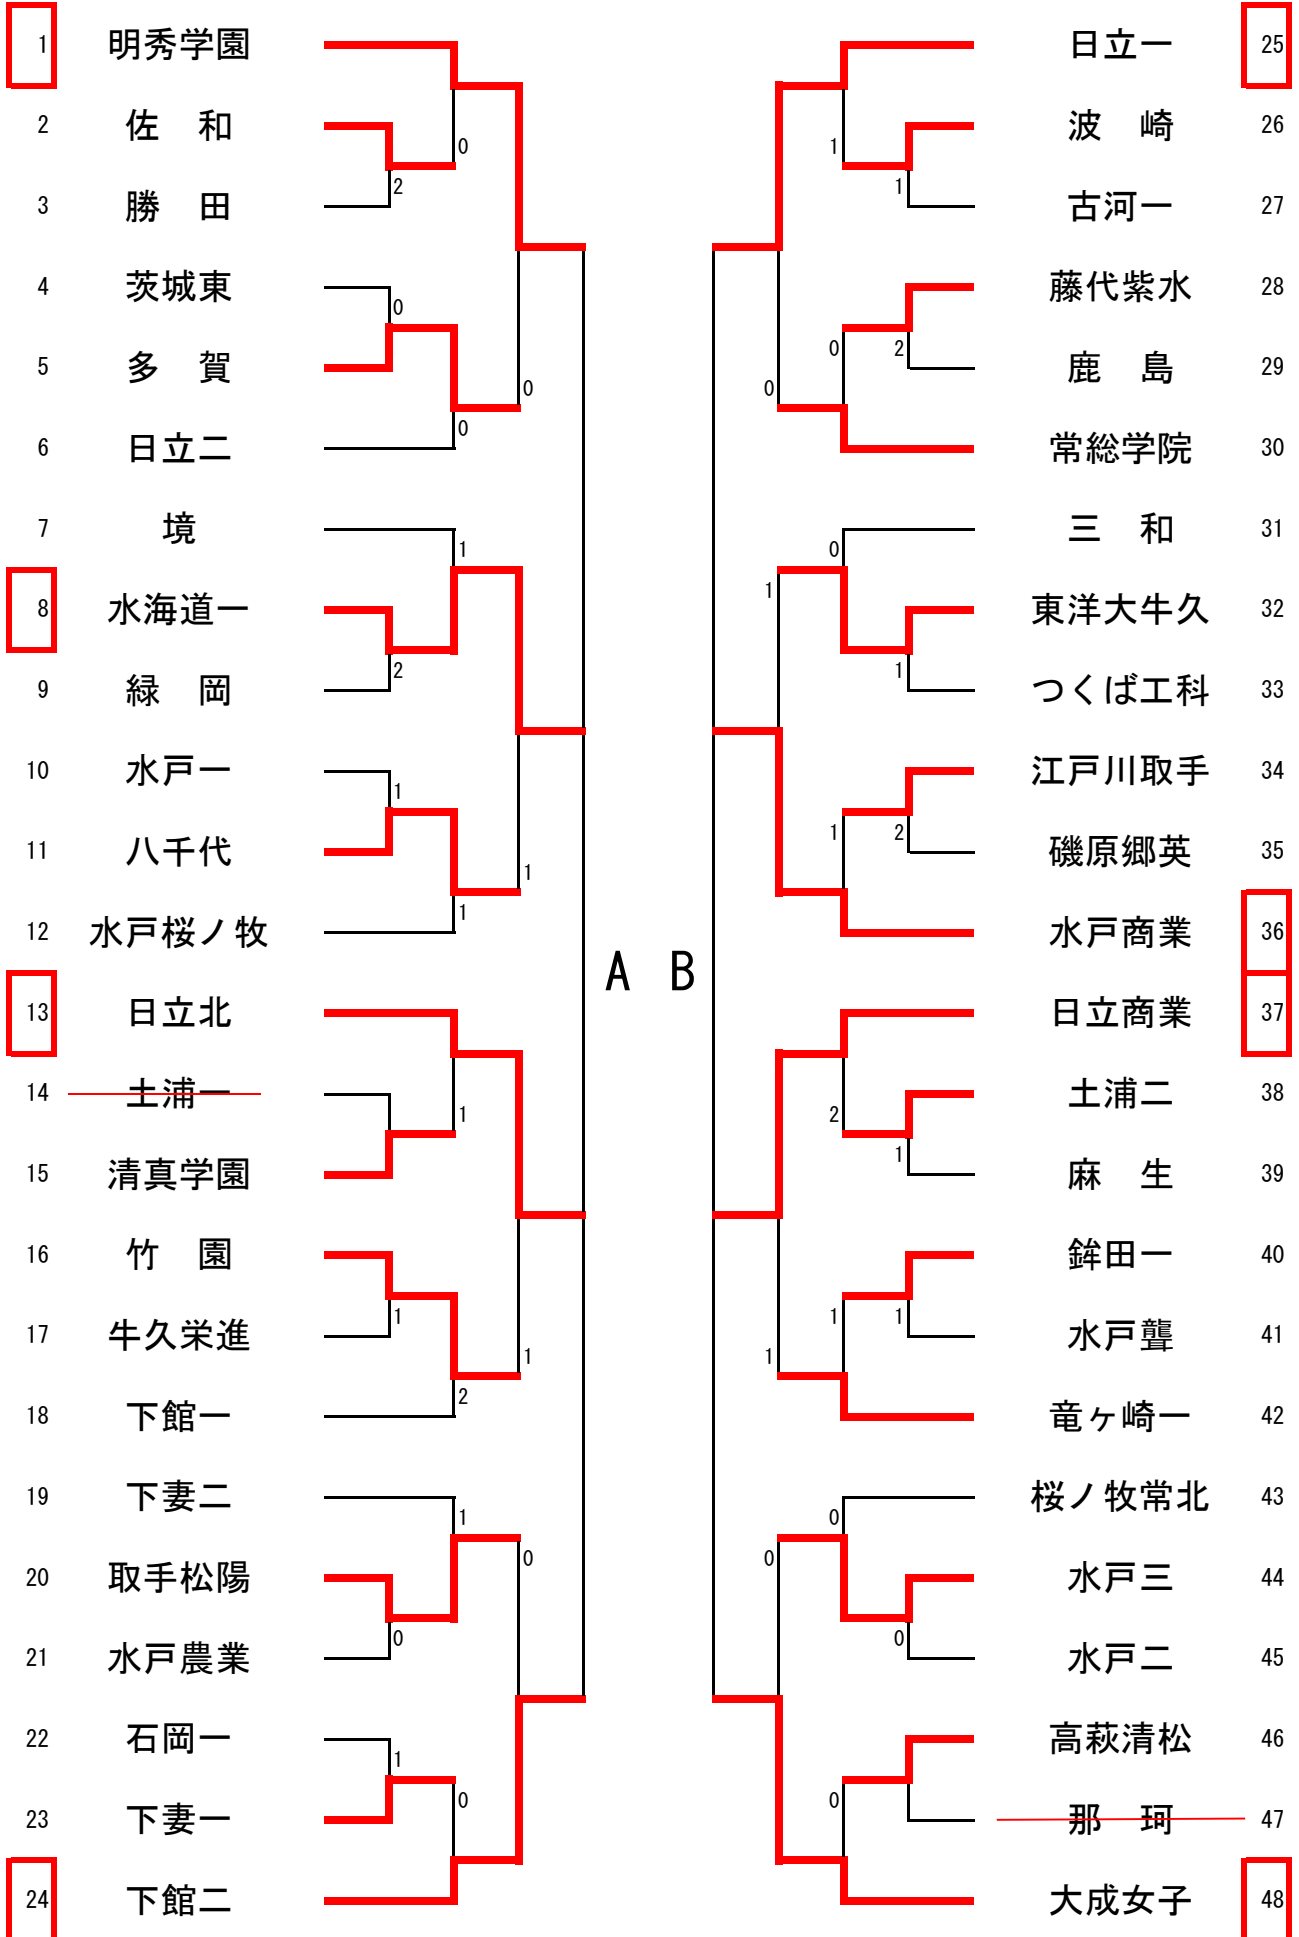 1 明秀学園
2 佐　和
3 勝　田
4 茨城東
5 多　賀
6 日立二
7 境
8 水海道一
9 緑　岡
10 水戸一
11 八千代
12 水戸桜ノ牧
13 日立北
14 土浦一
15 清真学園
16 竹　園
17 牛久栄進
18 下館一
19 下妻二
20 取手松陽
21 水戸農業
22 石岡一
23 下妻一
24 下館二
0
2
0
0
0
1
2
1
1
1
1
1
2
1
1
0
0
1
0
A B
1
1
0
2
0
0
1
1
1
2
2
1
1
1
1
0
0
0
0
日立一 25
波　崎 26
古河一 27
藤代紫水 28
鹿　島 29
常総学院 30
三　和 31
東洋大牛久 32
つくば工科 33
江戸川取手 34
磯原郷英 35
水戸商業 36
日立商業 37
土浦二 38
麻　生 39
鉾田一 40
水戸聾 41
竜ヶ崎一 42
桜ノ牧常北 43
水戸三 44
水戸二 45
高萩清松 46
那　珂 47
大成女子 48